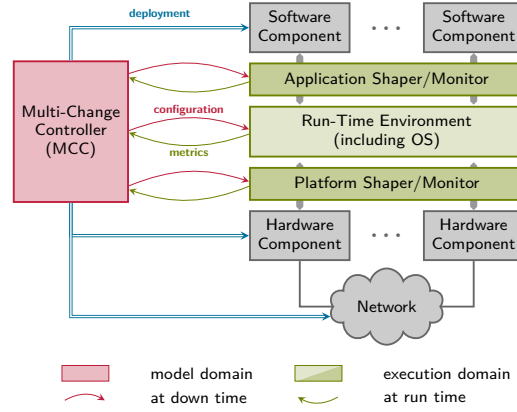 deployment
Software
Component
Software
Component
Application Shaper/Monitor
Multi-Change
Controller
(MCC)
configuration
Run-Time Environment
(including OS)
metrics
Platform Shaper/Monitor
Hardware
Component
Hardware
Component
Network
model domain
execution domain
at down time
at run time